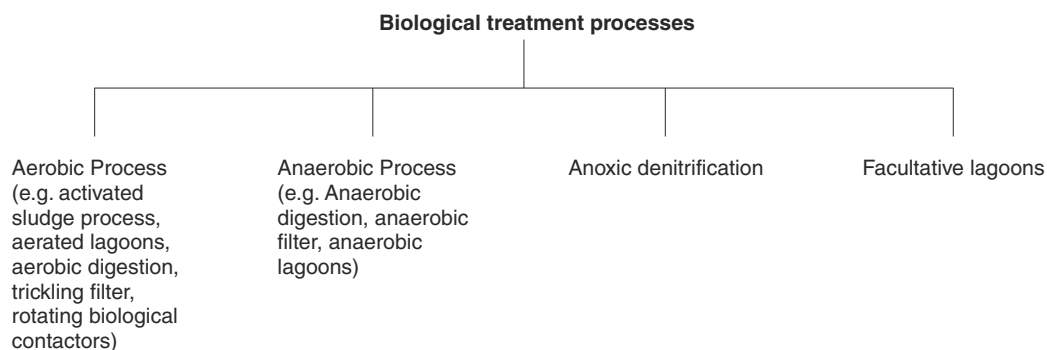 Biological treatment processes
Aerobic Process
(e.g. activated
sludge process,
aerated lagoons,
aerobic digestion,
trickling filter,
rotating biological
contactors)
Anaerobic Process
(e.g. Anaerobic
digestion, anaerobic
filter, anaerobic
lagoons)
Anoxic denitrification
Facultative lagoons